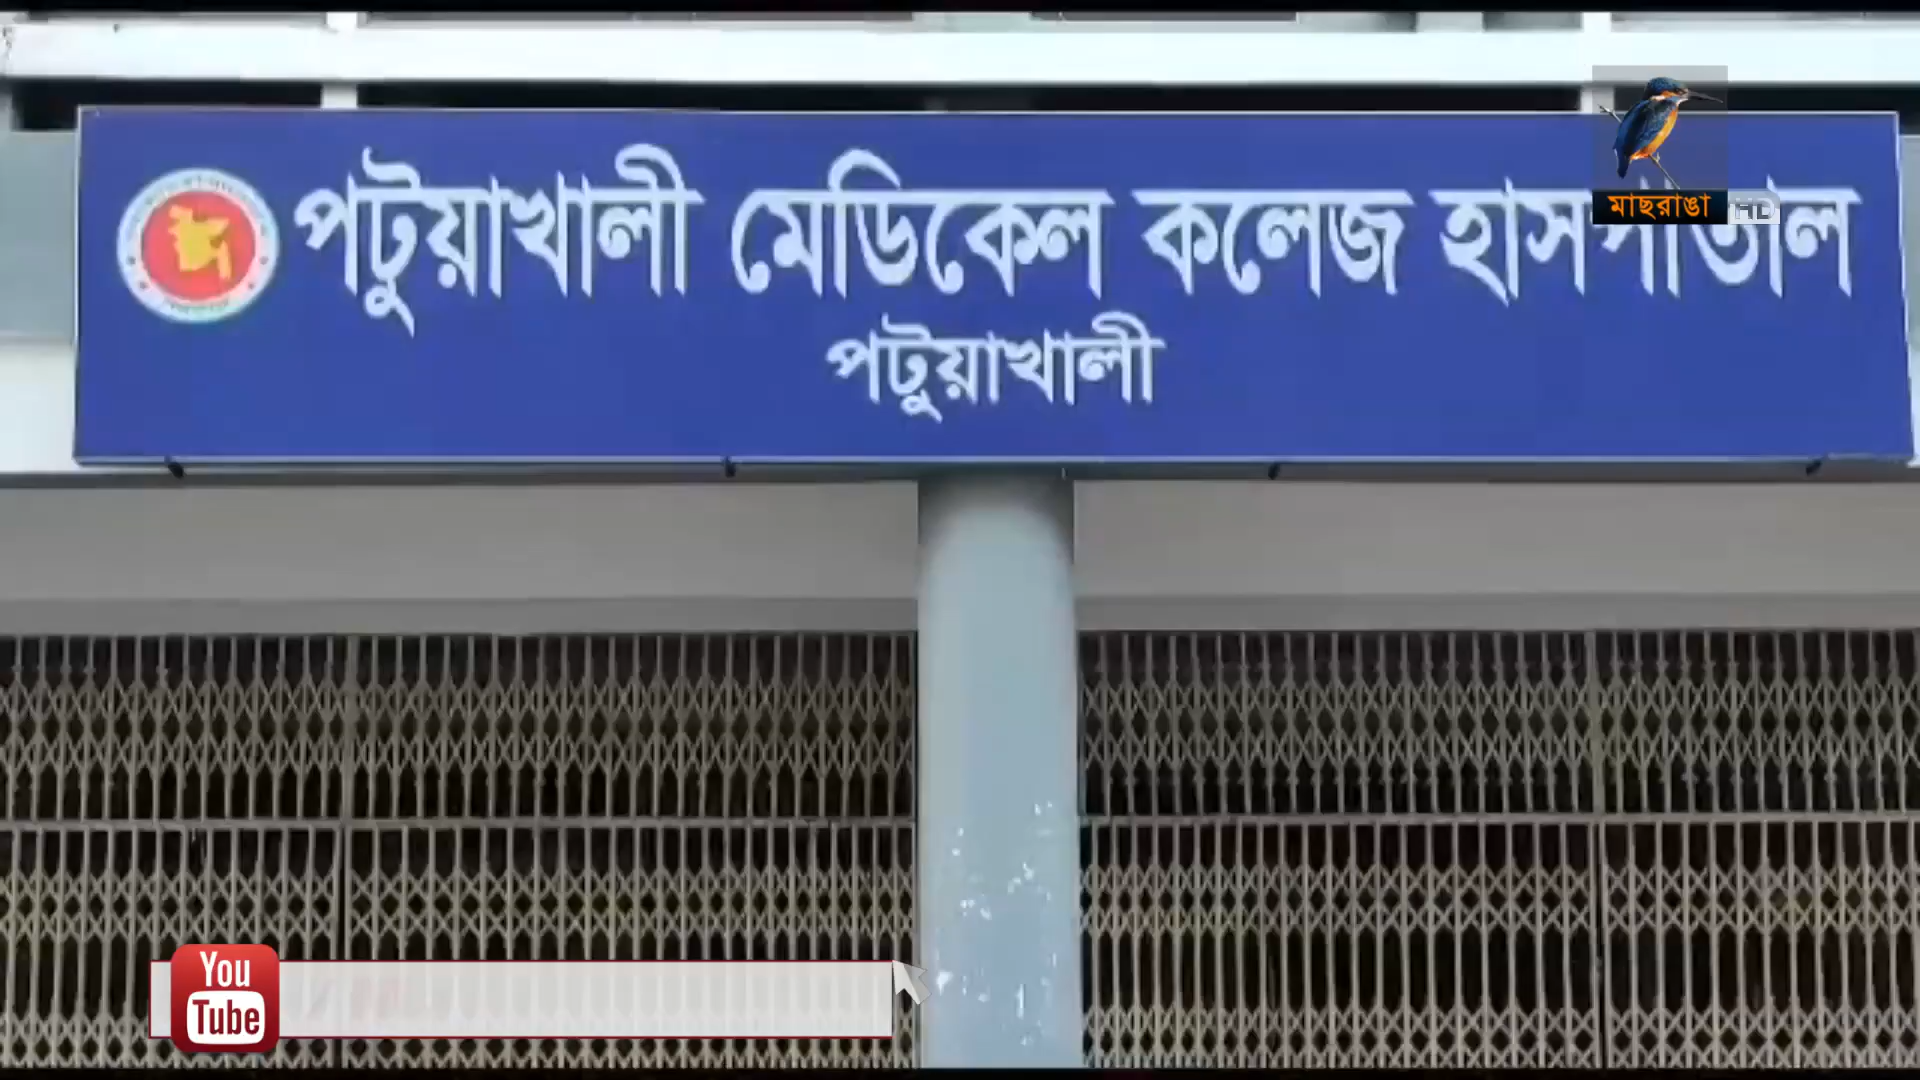 পটুয়াখালী মেডিকেল কলেজ হাসপাতাল
পটুয়াখালী
মাছরাঙা HD
You
Tube